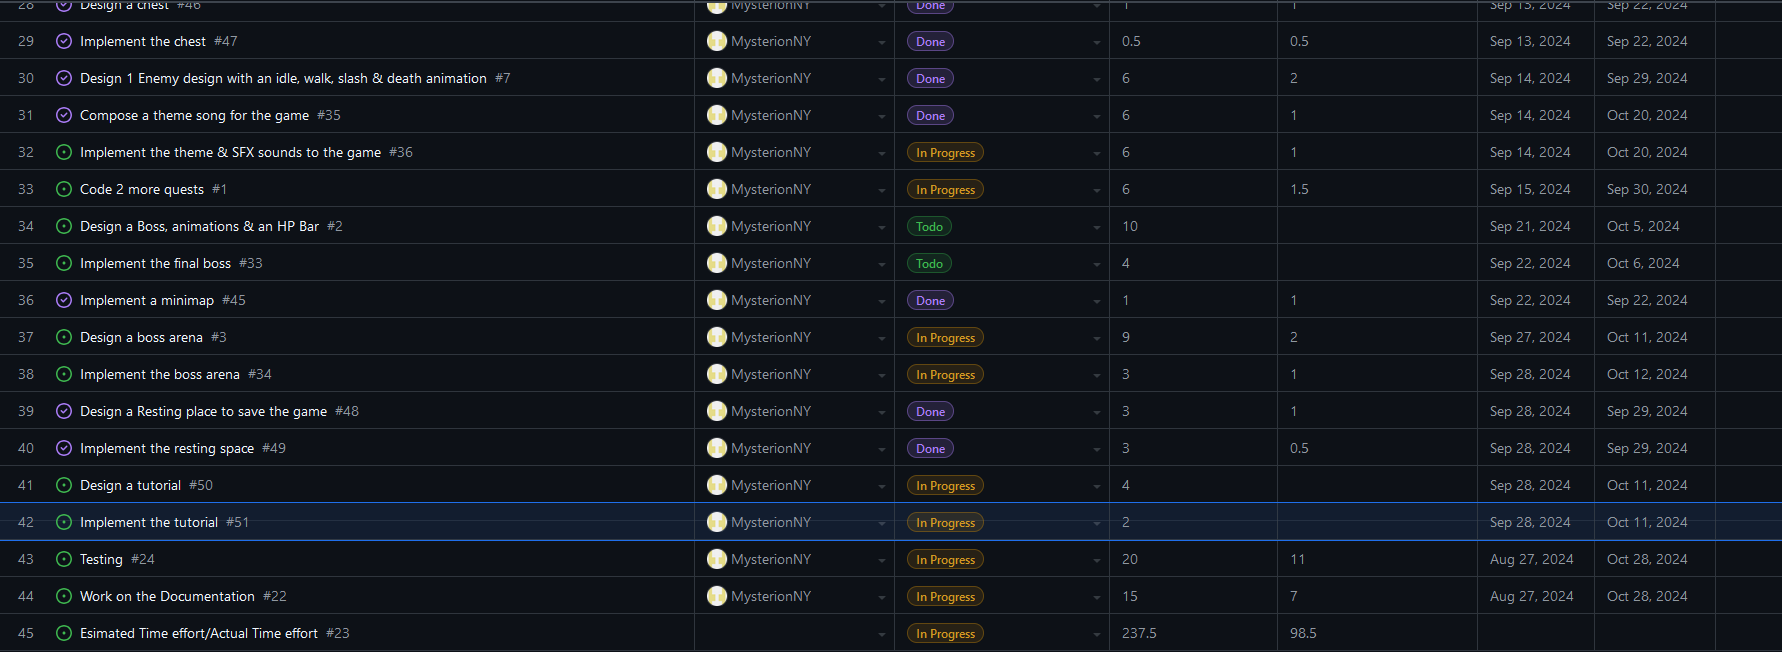 28 Design a chest #46 MysterionNY Done 1 1 Sep 13, 2024 Sep 22, 2024
29 Implement the chest #47 MysterionNY Done 0.5 0.5 Sep 13, 2024 Sep 22, 2024
30 Design 1 Enemy design with an idle, walk, slash & death animation #7 MysterionNY Done 6 2 Sep 14, 2024 Sep 29, 2024
31 Compose a theme song for the game #35 MysterionNY Done 6 1 Sep 14, 2024 Oct 20, 2024
32 Implement the theme & SFX sounds to the game #36 MysterionNY In Progress 6 1 Sep 14, 2024 Oct 20, 2024
33 Code 2 more quests #1 MysterionNY In Progress 6 1.5 Sep 15, 2024 Sep 30, 2024
34 Design a Boss, animations & an HP Bar #2 MysterionNY Todo 10 Sep 21, 2024 Oct 5, 2024
35 Implement the final boss #33 MysterionNY Todo 4 Sep 22, 2024 Oct 6, 2024
36 Implement a minimap #45 MysterionNY Done 1 1 Sep 22, 2024 Sep 22, 2024
37 Design a boss arena #3 MysterionNY In Progress 9 2 Sep 27, 2024 Oct 11, 2024
38 Implement the boss arena #34 MysterionNY In Progress 3 1 Sep 28, 2024 Oct 12, 2024
39 Design a Resting place to save the game #48 MysterionNY Done 3 1 Sep 28, 2024 Sep 29, 2024
40 Implement the resting space #49 MysterionNY Done 3 0.5 Sep 28, 2024 Sep 29, 2024
41 Design a tutorial #50 MysterionNY In Progress 4 Sep 28, 2024 Oct 11, 2024
42 Implement the tutorial #51 MysterionNY In Progress 2 Sep 28, 2024 Oct 11, 2024
43 Testing #24 MysterionNY In Progress 20 11 Aug 27, 2024 Oct 28, 2024
44 Work on the Documentation #22 MysterionNY In Progress 15 7 Aug 27, 2024 Oct 28, 2024
45 Esimated Time effort/Actual Time effort #23 In Progress 237.5 98.5